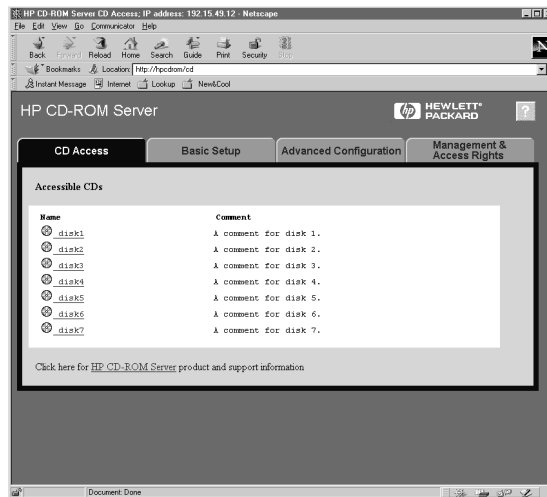 HP CD-ROM Server CD Access; IP address: 192.15.49.12 - Netscape
File Edit View Go Communicator Help
Back Forward Reload Home Search Guide Print Security Stop
Bookmarks Location: http://hpcdrom/cd
Instant Message Internet Lookup New&Cool
HP CD-ROM Server
hp HEWLETT®
PACKARD
?
CD Access Basic Setup Advanced Configuration Management &
Access Rights
Accessible CDs
Name Comment
disk1 A comment for disk 1.
disk2 A comment for disk 2.
disk3 A comment for disk 3.
disk4 A comment for disk 4.
disk5 A comment for disk 5.
disk6 A comment for disk 6.
disk7 A comment for disk 7.
Click here for HP CD-ROM Server product and support information
Document: Done